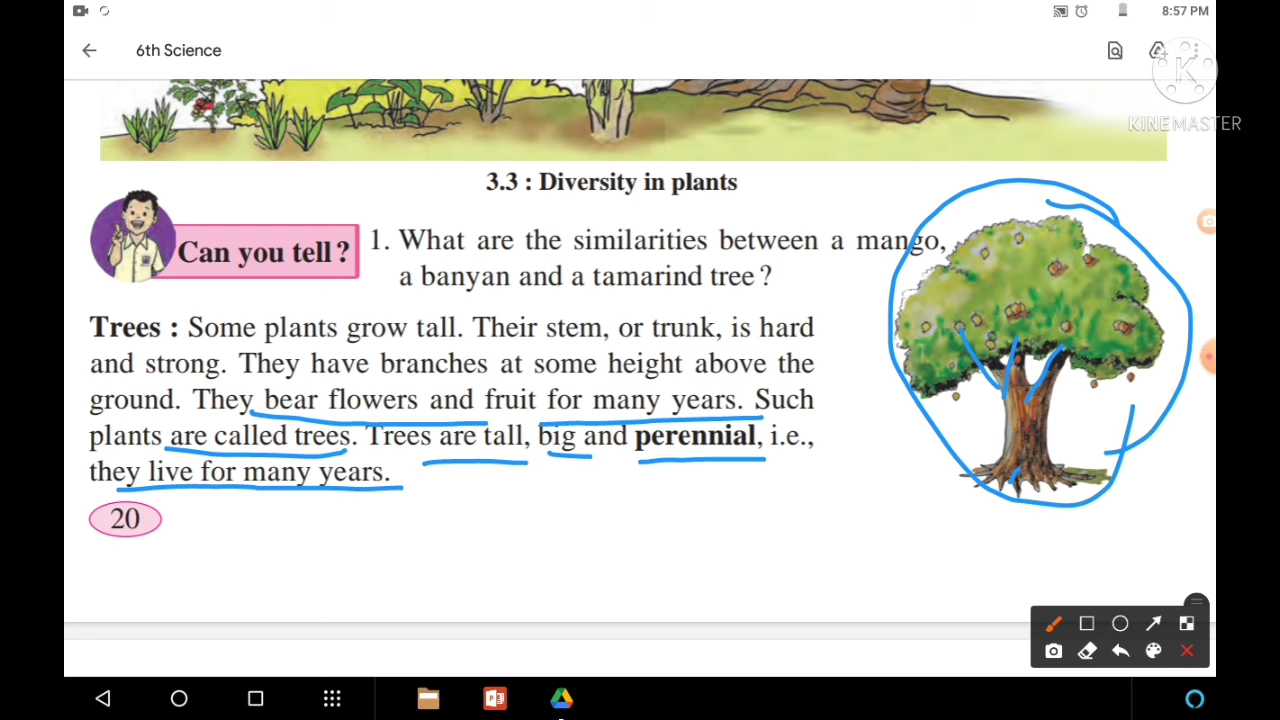 8:57 PM
6th Science
K
KINEMASTER
3.3 : Diversity in plants
Can you tell ?
1. What are the similarities between a mango,
a banyan and a tamarind tree ?
Trees : Some plants grow tall. Their stem, or trunk, is hard
and strong. They have branches at some height above the
ground. They bear flowers and fruit for many years. Such
plants are called trees. Trees are tall, big and perennial, i.e.,
they live for many years.
20